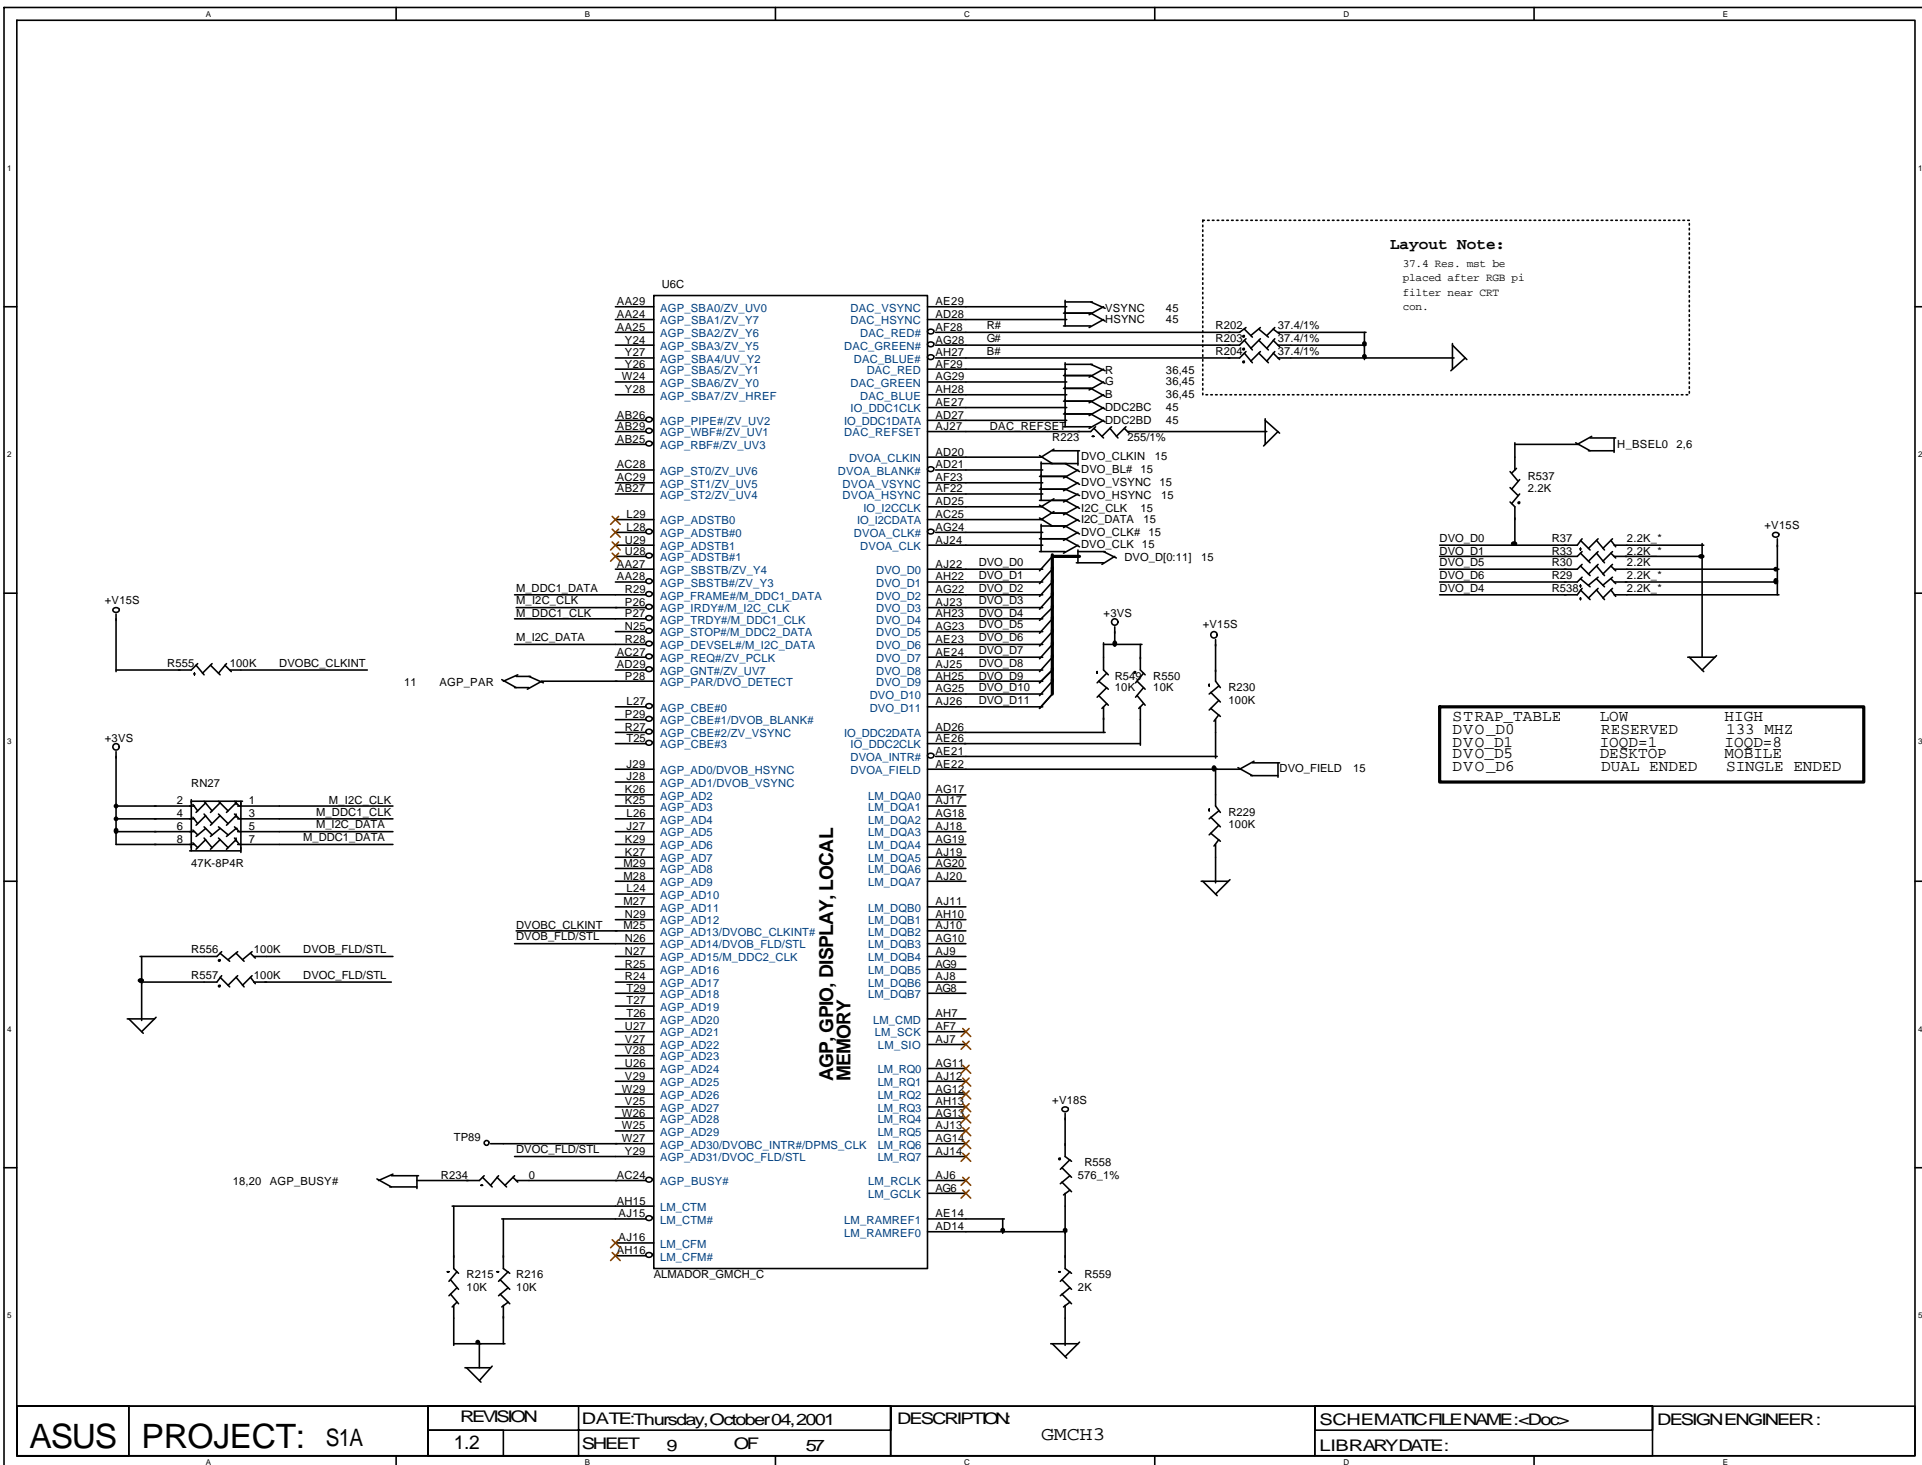 A B C D E
1 2 3 4 5
Layout Note:
37.4 Res. mst be
placed after RGB pi
filter near CRT
con.
U6C
AA29 AGP_SBA0/ZV_UV0
AA24 AGP_SBA1/ZV_Y7
AA25 AGP_SBA2/ZV_Y6
Y24 AGP_SBA3/ZV_Y5
Y27 AGP_SBA4/UV_Y2
Y26 AGP_SBA5/ZV_Y1
W24 AGP_SBA6/ZV_Y0
Y28 AGP_SBA7/ZV_HREF
AB26 AGP_PIPE#/ZV_UV2
AB29 AGP_WBF#/ZV_UV1
AB25 AGP_RBF#/ZV_UV3
AC28 AGP_ST0/ZV_UV6
AC29 AGP_ST1/ZV_UV5
AB27 AGP_ST2/ZV_UV4
L29 AGP_ADSTB0
L28 AGP_ADSTB#0
U29 AGP_ADSTB1
U28 AGP_ADSTB#1
AA27 AGP_SBSTB/ZV_Y4
AA28 AGP_SBSTB#/ZV_Y3
M_DDC1_DATA R29 AGP_FRAME#/M_DDC1_DATA
M_I2C_CLK P26 AGP_IRDY#/M_I2C_CLK
M_DDC1_CLK P27 AGP_TRDY#/M_DDC1_CLK
N25 AGP_STOP#/M_DDC2_DATA
M_I2C_DATA R28 AGP_DEVSEL#/M_I2C_DATA
AC27 AGP_REQ#/ZV_PCLK
AD29 AGP_GNT#/ZV_UV7
11 AGP_PAR P28 AGP_PAR/DVO_DETECT
L27 AGP_CBE#0
P29 AGP_CBE#1/DVOB_BLANK#
R27 AGP_CBE#2/ZV_VSYNC
T25 AGP_CBE#3
J29 AGP_AD0/DVOB_HSYNC
J28 AGP_AD1/DVOB_VSYNC
K26 AGP_AD2
K25 AGP_AD3
L26 AGP_AD4
J27 AGP_AD5
K29 AGP_AD6
K27 AGP_AD7
M29 AGP_AD8
M28 AGP_AD9
L24 AGP_AD10
M27 AGP_AD11
N29 AGP_AD12
DVOBC_CLKINT M25 AGP_AD13/DVOBC_CLKINT#
DVOB_FLD/STL N26 AGP_AD14/DVOB_FLD/STL
N27 AGP_AD15/M_DDC2_CLK
R25 AGP_AD16
R24 AGP_AD17
T29 AGP_AD18
T27 AGP_AD19
T26 AGP_AD20
U27 AGP_AD21
V27 AGP_AD22
V28 AGP_AD23
U26 AGP_AD24
V29 AGP_AD25
W29 AGP_AD26
V25 AGP_AD27
W26 AGP_AD28
W25 AGP_AD29
TP89 W27 AGP_AD30/DVOBC_INTR#/DPMS_CLK
DVOC_FLD/STL Y29 AGP_AD31/DVOC_FLD/STL
18,20 AGP_BUSY# R234 0 AC24 AGP_BUSY#
AH15 LM_CTM
AJ15 LM_CTM#
AJ16 LM_CFM
AH16 LM_CFM#
R215 10K
R216 10K
ALMADOR_GMCH_C
AGP, GPIO, DISPLAY, LOCAL
MEMORY
DAC_VSYNC AE29 VSYNC 45
DAC_HSYNC AD28 HSYNC 45
DAC_RED# AF28 R# R202 37.4/1%
DAC_GREEN# AG28 G# R203 37.4/1%
DAC_BLUE# AH27 B# R204 37.4/1%
DAC_RED AF29 R 36,45
DAC_GREEN AG29 G 36,45
DAC_BLUE AH28 B 36,45
IO_DDC1CLK AE27 DDC2BC 45
IO_DDC1DATA AD27 DDC2BD 45
DAC_REFSET AJ27 DAC_REFSET R223 255/1%
DVOA_CLKIN AD20 DVO_CLKIN 15
DVOA_BLANK# AD21 DVO_BL# 15
DVOA_VSYNC AF23 DVO_VSYNC 15
DVOA_HSYNC AF22 DVO_HSYNC 15
IO_I2CCLK AD25 I2C_CLK 15
IO_I2CDATA AC25 I2C_DATA 15
DVOA_CLK# AG24 DVO_CLK# 15
DVOA_CLK AJ24 DVO_CLK 15
DVO_D[0:11] 15
DVO_D0 AJ22 DVO_D0
DVO_D1 AH22 DVO_D1
DVO_D2 AG22 DVO_D2
DVO_D3 AJ23 DVO_D3
DVO_D4 AH23 DVO_D4
DVO_D5 AG23 DVO_D5
DVO_D6 AE23 DVO_D6
DVO_D7 AE24 DVO_D7
DVO_D8 AJ25 DVO_D8
DVO_D9 AH25 DVO_D9
DVO_D10 AG25 DVO_D10
DVO_D11 AJ26 DVO_D11
IO_DDC2DATA AD26
IO_DDC2CLK AE26
DVOA_INTR# AE21
DVOA_FIELD AE22 DVO_FIELD 15
+3VS
R549 10K
R550 10K
+V15S
R230 100K
R229 100K
LM_DQA0 AG17
LM_DQA1 AJ17
LM_DQA2 AG18
LM_DQA3 AJ18
LM_DQA4 AG19
LM_DQA5 AJ19
LM_DQA6 AG20
LM_DQA7 AJ20
LM_DQB0 AJ11
LM_DQB1 AH10
LM_DQB2 AJ10
LM_DQB3 AG10
LM_DQB4 AJ9
LM_DQB5 AG9
LM_DQB6 AJ8
LM_DQB7 AG8
LM_CMD AH7
LM_SCK AF7
LM_SIO AJ7
LM_RQ0 AG11
LM_RQ1 AJ12
LM_RQ2 AG12
LM_RQ3 AH13
LM_RQ4 AG13
LM_RQ5 AJ13
LM_RQ6 AG14
LM_RQ7 AJ14
LM_RCLK AJ6
LM_GCLK AG6
LM_RAMREF1 AE14
LM_RAMREF0 AD14
+V18S
R558 576_1%
R559 2K
+V15S
R555 100K DVOBC_CLKINT
+3VS
RN27
2 1 M_I2C_CLK
4 3 M_DDC1_CLK
6 5 M_I2C_DATA
8 7 M_DDC1_DATA
47K-8P4R
R556 100K DVOB_FLD/STL
R557 100K DVOC_FLD/STL
H_BSEL0 2,6
R537 2.2K
+V15S
DVO_D0 R37 2.2K_*
DVO_D1 R33 2.2K_*
DVO_D5 R30 2.2K
DVO_D6 R29 2.2K_*
DVO_D4 R538 2.2K_*
STRAP_TABLE LOW HIGH
DVO_D0 RESERVED 133 MHZ
DVO_D1 IOQD=1 IOQD=8
DVO_D5 DESKTOP MOBILE
DVO_D6 DUAL ENDED SINGLE ENDED
ASUS PROJECT: S1A
REVISION 1.2
DATE:Thursday, October 04, 2001
SHEET 9 OF 57
DESCRIPTION: GMCH3
SCHEMATIC FILE NAME : <Doc>
LIBRARY DATE :
DESIGN ENGINEER :
A B C D E